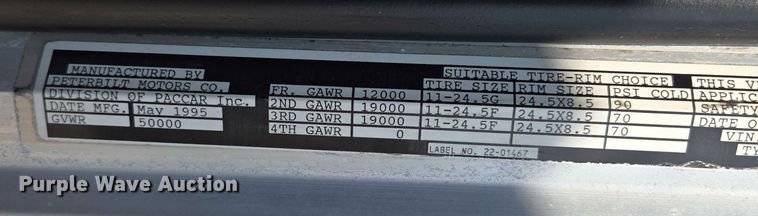 MANUFACTURED BY
PETERBILT MOTORS CO.
DIVISION OF PACCAR Inc.
DATE MFG. May 1995
GVWR 50000
SUITABLE TIRE-RIM CHOICE
TIRE SIZE RIM SIZE PSI COLD
FR. GAWR 12000 11-24.5G 24.5X8.5 90
2ND GAWR 19000 11-24.5F 24.5X8.5 70
3RD GAWR 19000 11-24.5F 24.5X8.5 70
4TH GAWR 0
LABEL NO. 22-01467
THIS V
APPLIC
SAFETY
DATE O
VIN
TY
Purple Wave Auction